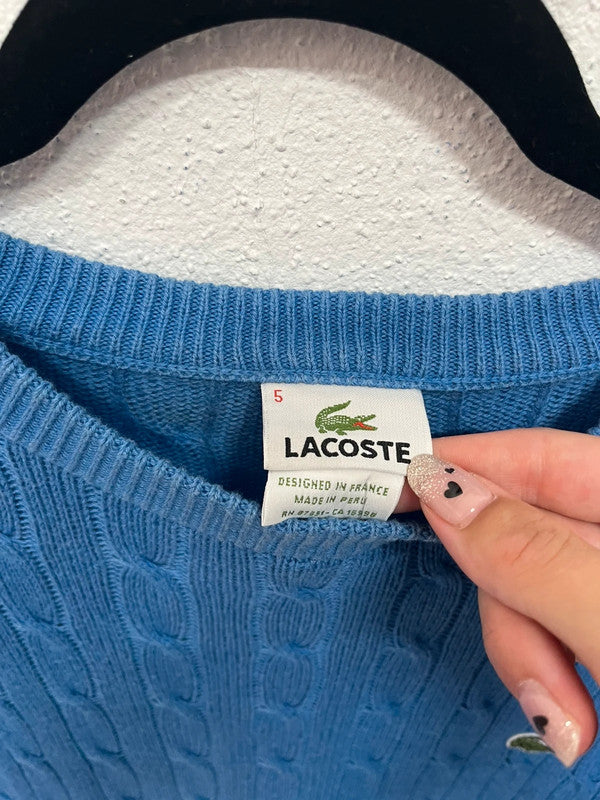 5
LACOSTE
DESIGNED IN FRANCE
MADE IN PERU